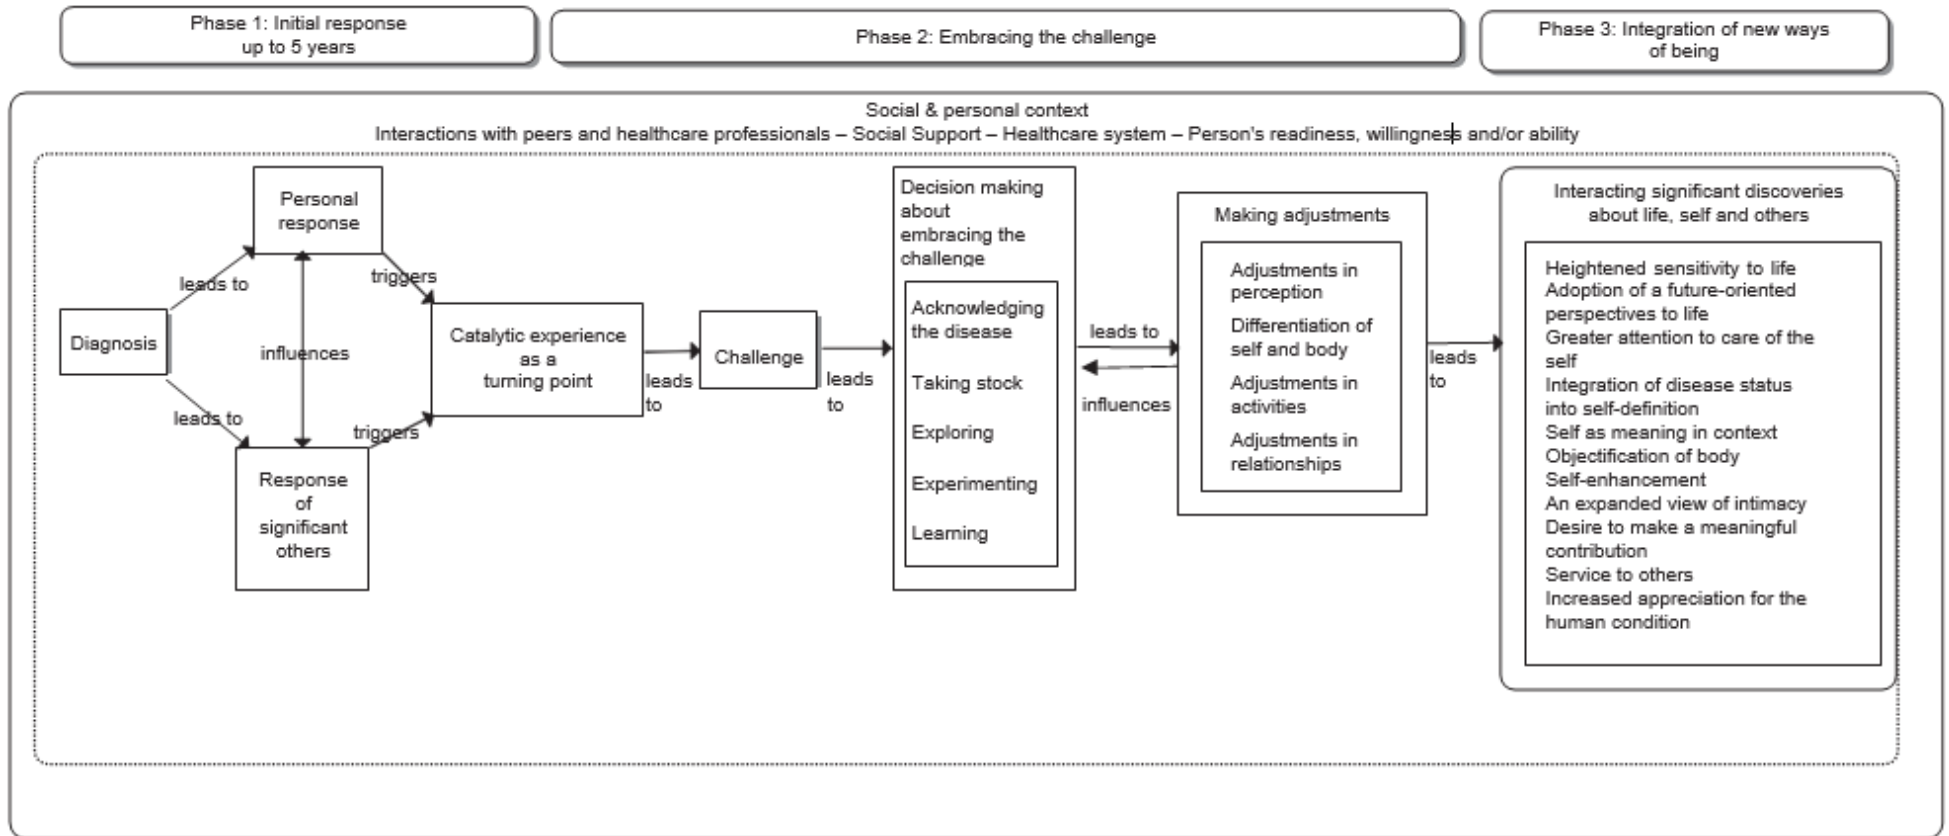 Phase 1: Initial response
up to 5 years
Phase 2: Embracing the challenge
Phase 3: Integration of new ways
of being
Social & personal context
Interactions with peers and healthcare professionals – Social Support – Healthcare system – Person's readiness, willingness and/or ability
Diagnosis
leads to
leads to
Personal
response
influences
Response
of
significant
others
triggers
triggers
Catalytic experience
as a
turning point
leads
to
Challenge
leads
to
Decision making
about
embracing the
challenge
Acknowledging
the disease
Taking stock
Exploring
Experimenting
Learning
leads to
influences
Making adjustments
Adjustments in
perception
Differentiation of
self and body
Adjustments in
activities
Adjustments in
relationships
leads
to
Interacting significant discoveries
about life, self and others
Heightened sensitivity to life
Adoption of a future-oriented
perspectives to life
Greater attention to care of the
self
Integration of disease status
into self-definition
Self as meaning in context
Objectification of body
Self-enhancement
An expanded view of intimacy
Desire to make a meaningful
contribution
Service to others
Increased appreciation for the
human condition